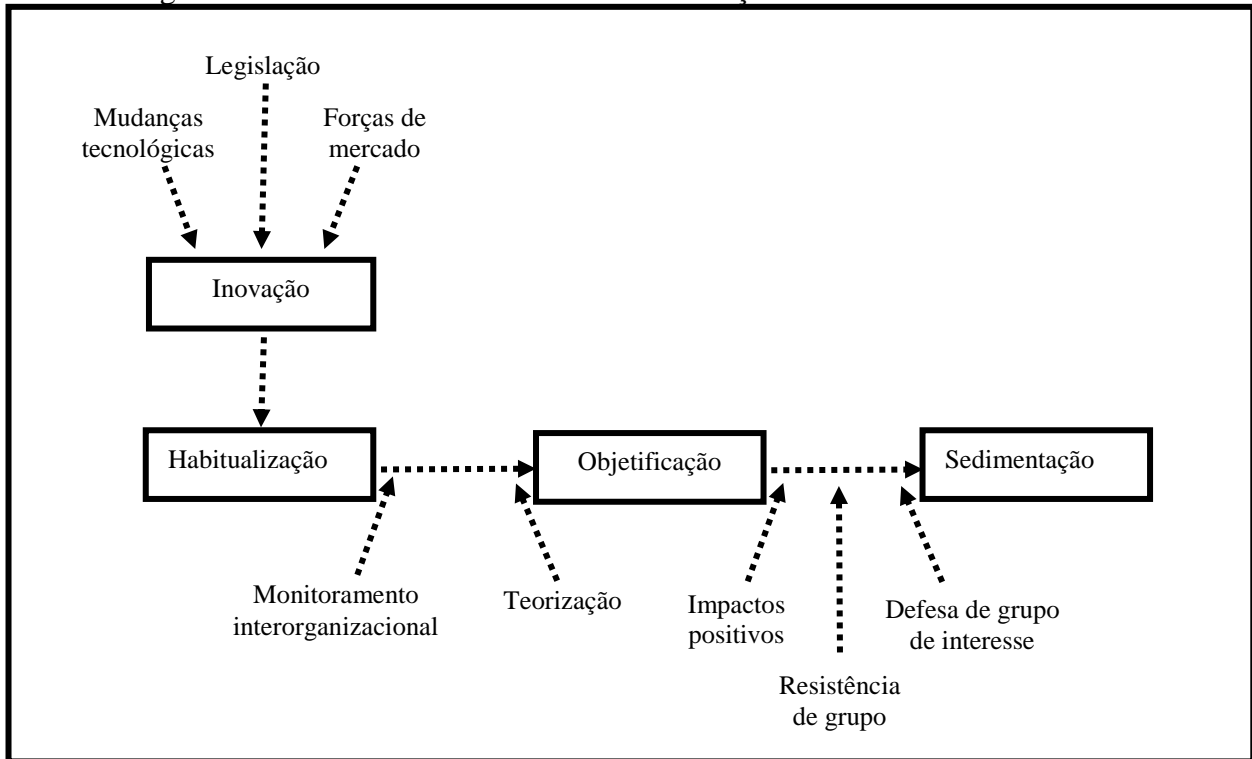 Legislação
Mudanças
tecnológicas
Forças de
mercado
Inovação
Habitualização
Objetificação
Sedimentação
Monitoramento
interorganizacional
Teorização
Impactos
positivos
Defesa de grupo
de interesse
Resistência
de grupo